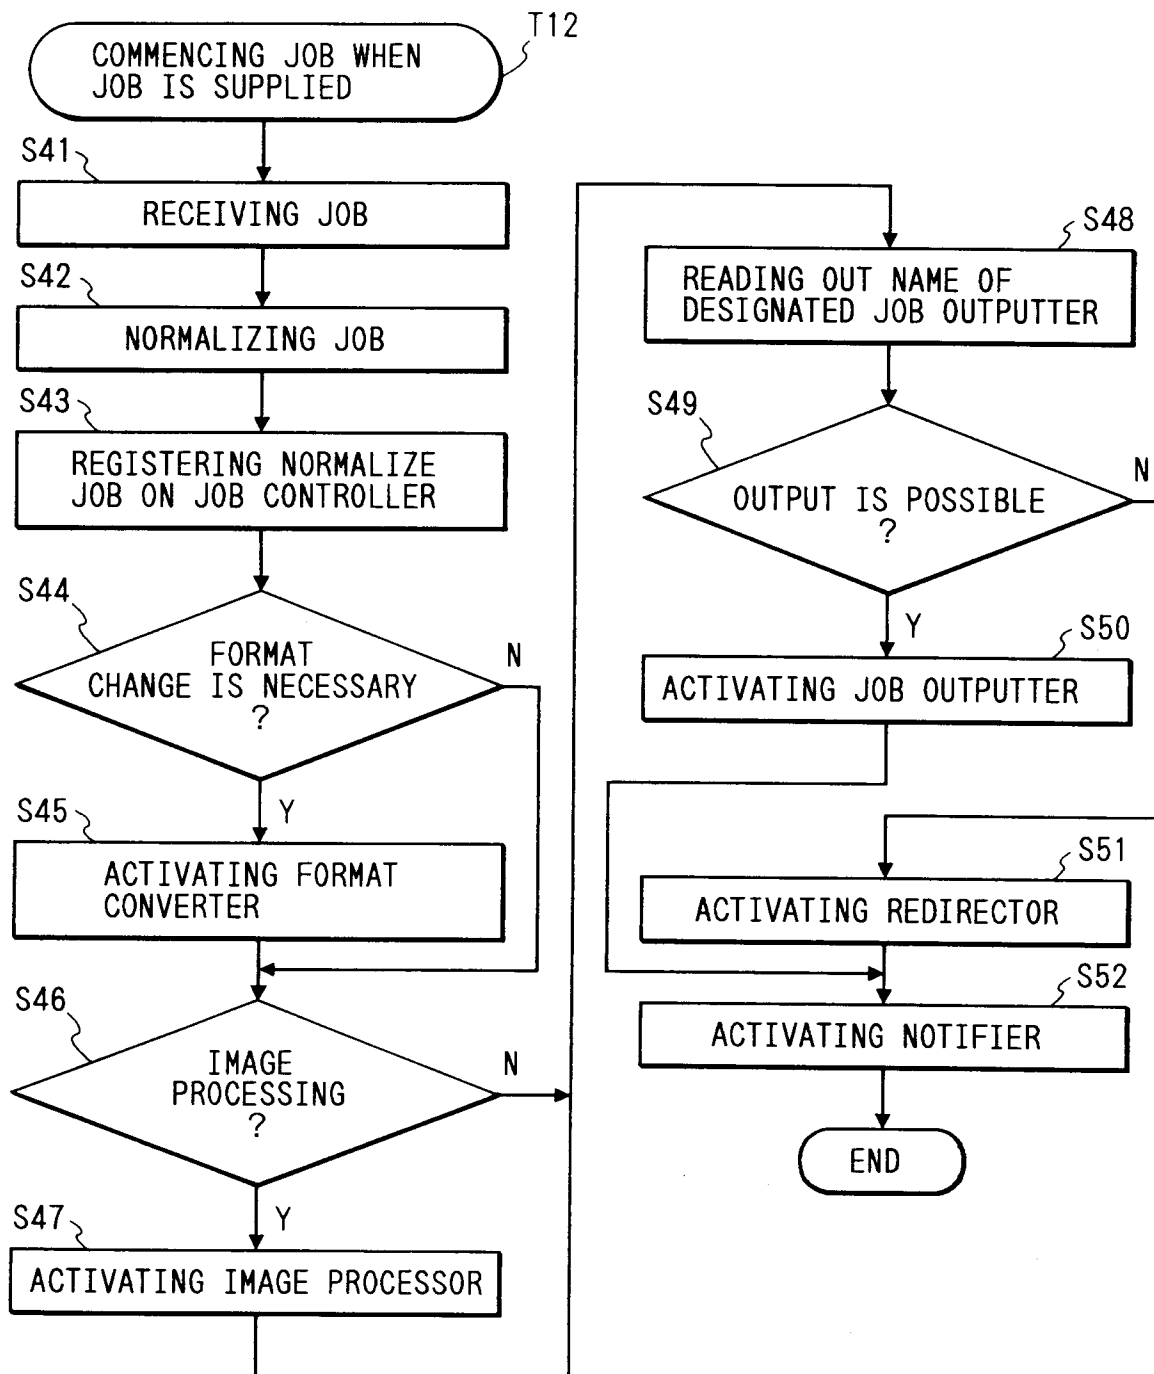 T12
COMMENCING JOB WHEN
JOB IS SUPPLIED
S41
RECEIVING JOB
S42
NORMALIZING JOB
S43
REGISTERING NORMALIZE
JOB ON JOB CONTROLLER
S44
FORMAT
CHANGE IS NECESSARY
?
N
Y
S45
ACTIVATING FORMAT
CONVERTER
S46
IMAGE
PROCESSING
?
N
Y
S47
ACTIVATING IMAGE PROCESSOR
S48
READING OUT NAME OF
DESIGNATED JOB OUTPUTTER
S49
OUTPUT IS POSSIBLE
?
N
Y
S50
ACTIVATING JOB OUTPUTTER
S51
ACTIVATING REDIRECTOR
S52
ACTIVATING NOTIFIER
END